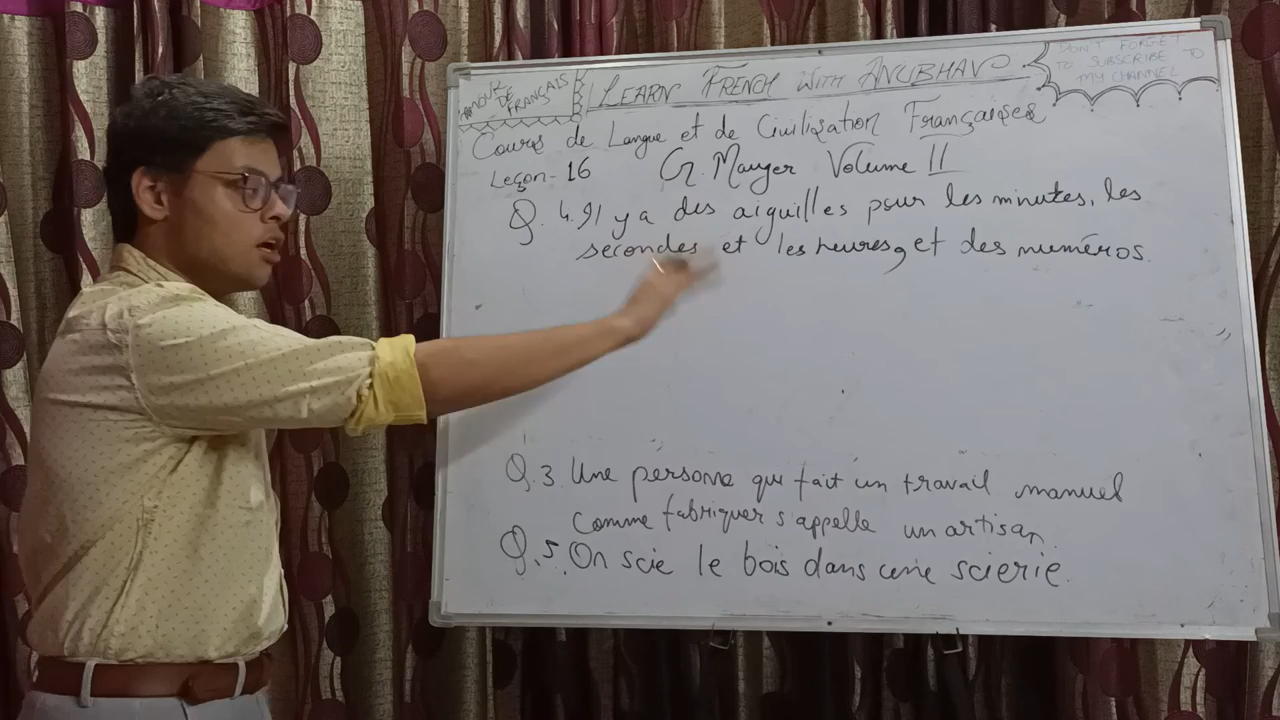 AMOUR DE FRANÇAIS
LEARN FRENCH WITH ANUBHAV
DON'T FORGET
TO SUBSCRIBE TO
MY CHANNEL
Cours de Langue et de Civilisation Françaises
Leçon - 16 G. Mauger Volume II
Q. 4. Il y a des aiguilles pour les minutes, les
secondes et les heures, et des numéros.
Q. 3. Une persone qui fait un travail manuel
comme fabriquer s'appelle un artisan.
Q. 5. On scie le bois dans une scierie.